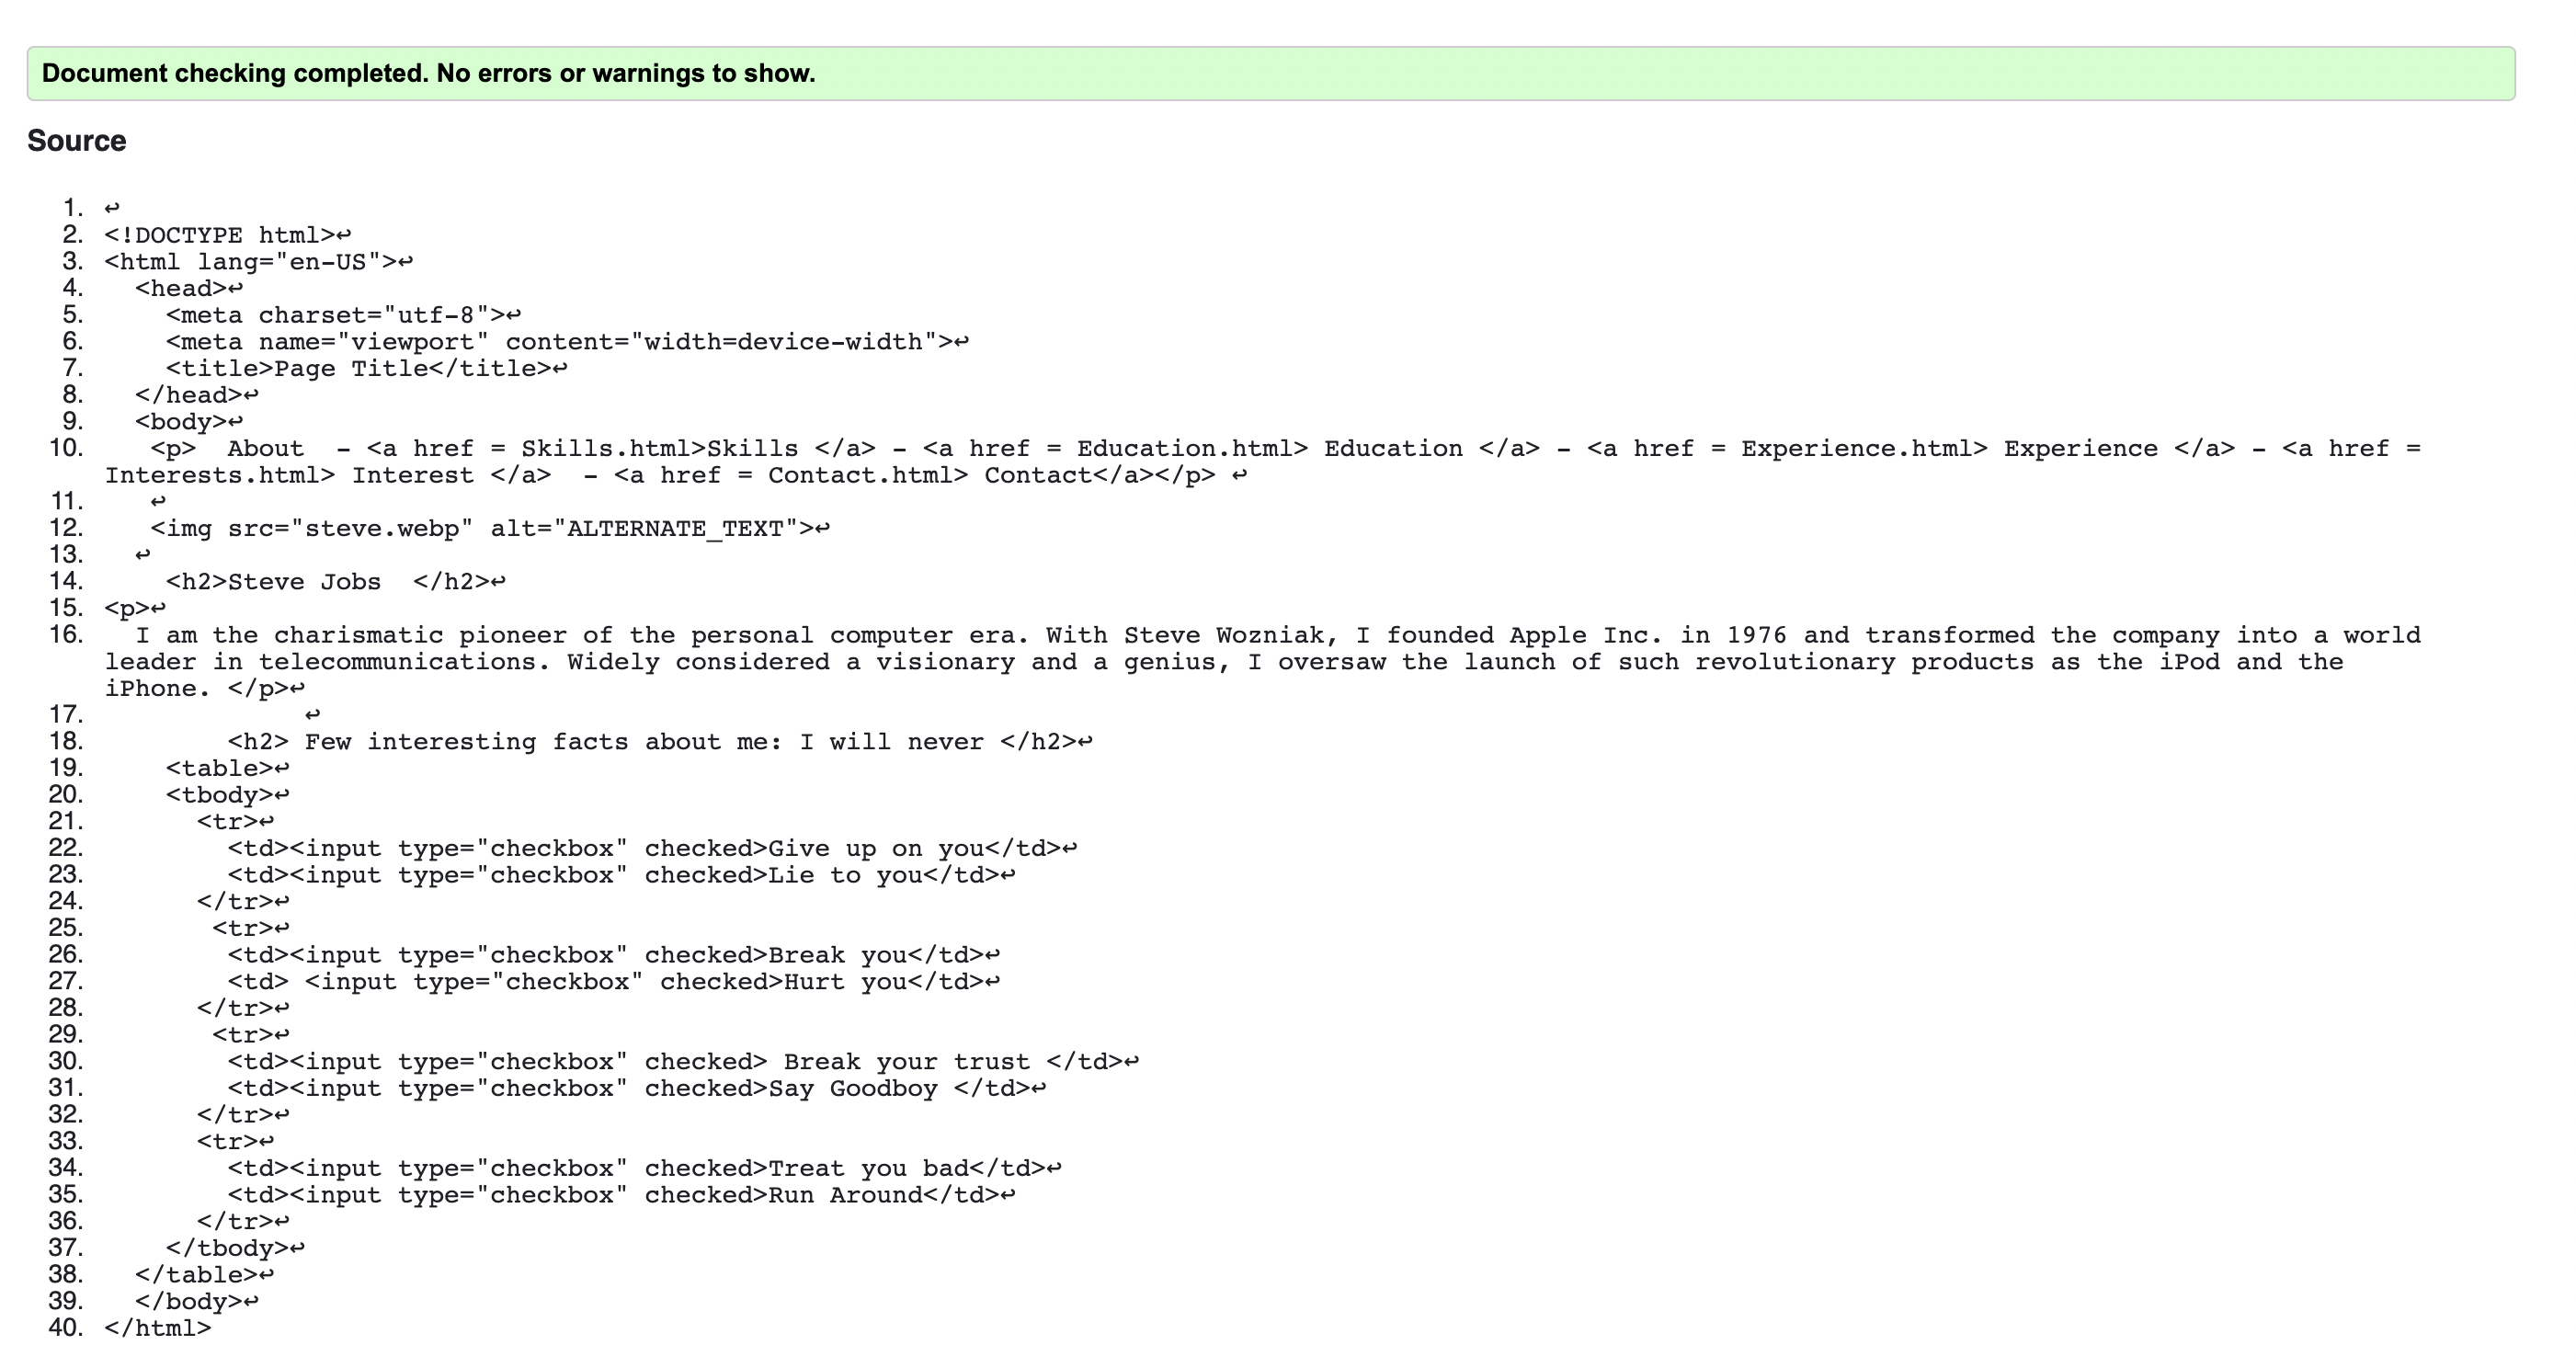 Document checking completed. No errors or warnings to show.
Source
1. ↩
2. <!DOCTYPE html>↩
3. <html lang="en-US">↩
4.   <head>↩
5.     <meta charset="utf-8">↩
6.     <meta name="viewport" content="width=device-width">↩
7.     <title>Page Title</title>↩
8.   </head>↩
9.   <body>↩
10.    <p>  About  - <a href = Skills.html>Skills </a> - <a href = Education.html> Education </a> - <a href = Experience.html> Experience </a> - <a href =
Interests.html> Interest </a>  - <a href = Contact.html> Contact</a></p> ↩
11.    ↩
12.    <img src="steve.webp" alt="ALTERNATE_TEXT">↩
13.   ↩
14.     <h2>Steve Jobs  </h2>↩
15. <p>↩
16.   I am the charismatic pioneer of the personal computer era. With Steve Wozniak, I founded Apple Inc. in 1976 and transformed the company into a world
leader in telecommunications. Widely considered a visionary and a genius, I oversaw the launch of such revolutionary products as the iPod and the
iPhone. </p>↩
17.              ↩
18.         <h2> Few interesting facts about me: I will never </h2>↩
19.     <table>↩
20.     <tbody>↩
21.       <tr>↩
22.         <td><input type="checkbox" checked>Give up on you</td>↩
23.         <td><input type="checkbox" checked>Lie to you</td>↩
24.       </tr>↩
25.        <tr>↩
26.         <td><input type="checkbox" checked>Break you</td>↩
27.         <td> <input type="checkbox" checked>Hurt you</td>↩
28.       </tr>↩
29.        <tr>↩
30.         <td><input type="checkbox" checked> Break your trust </td>↩
31.         <td><input type="checkbox" checked>Say Goodboy </td>↩
32.       </tr>↩
33.       <tr>↩
34.         <td><input type="checkbox" checked>Treat you bad</td>↩
35.         <td><input type="checkbox" checked>Run Around</td>↩
36.       </tr>↩
37.     </tbody>↩
38.   </table>↩
39.   </body>↩
40. </html>